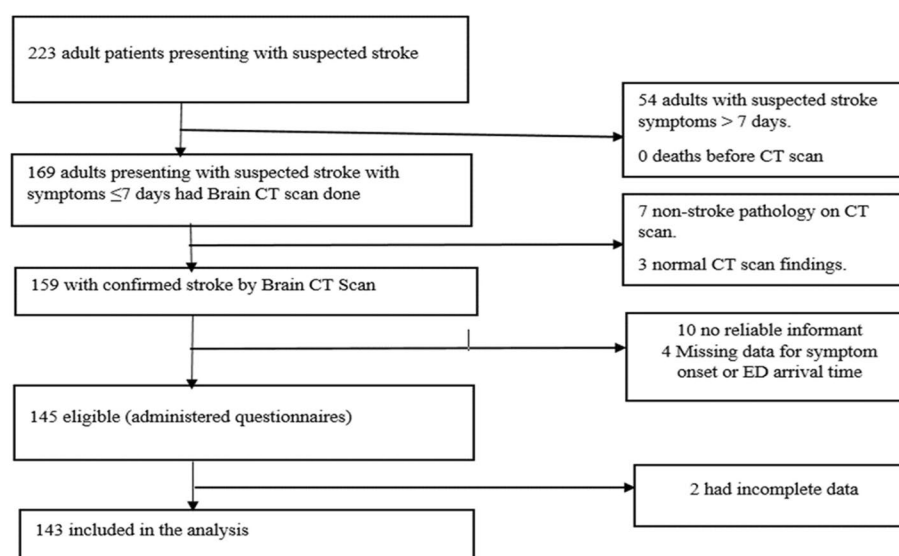 223 adult patients presenting with suspected stroke
54 adults with suspected stroke
symptoms > 7 days.
0 deaths before CT scan
169 adults presenting with suspected stroke with
symptoms ≤7 days had Brain CT scan done
7 non-stroke pathology on CT
scan.
3 normal CT scan findings.
159 with confirmed stroke by Brain CT Scan
10 no reliable informant
4 Missing data for symptom
onset or ED arrival time
145 eligible (administered questionnaires)
2 had incomplete data
143 included in the analysis